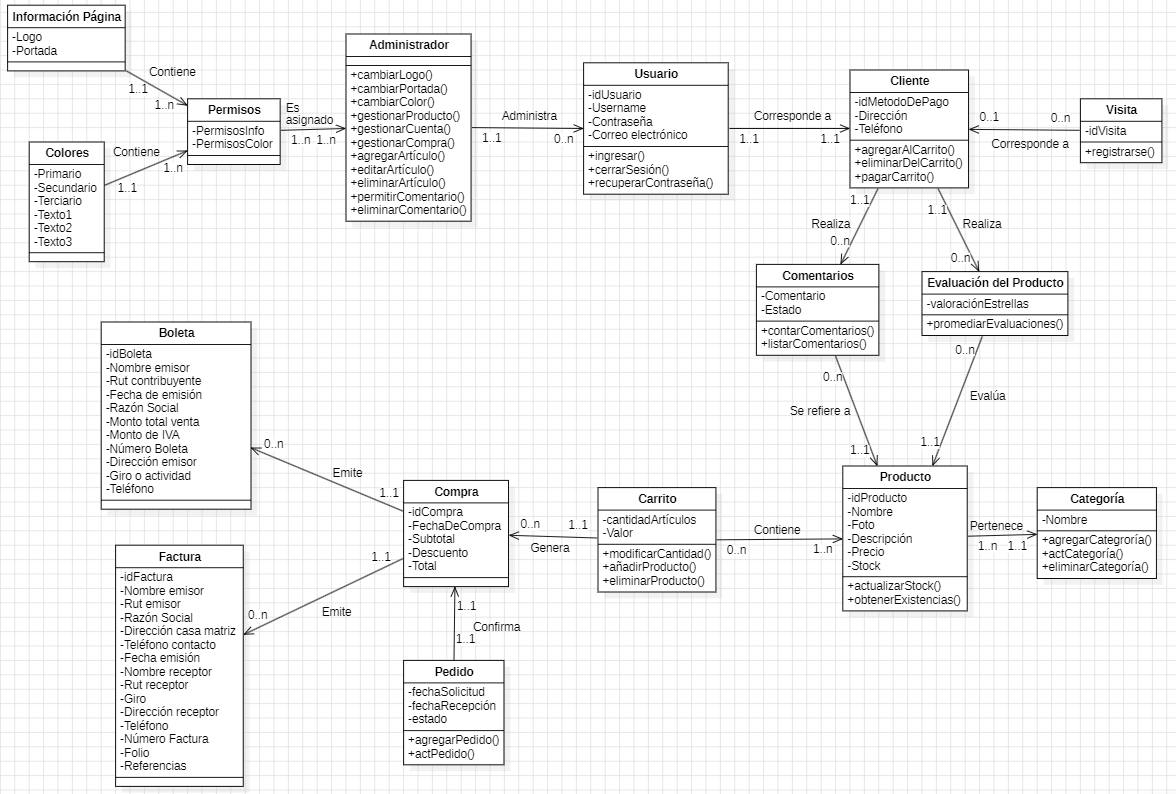 Información Página
-Logo
-Portada
Contiene
1..1
1..n
Permisos
-PermisosInfo
-PermisosColor
Colores
-Primario
-Secundario
-Terciario
-Texto1
-Texto2
-Texto3
Contiene
1..1
1..n
Es
asignado
1..n
1..n
Administrador
+cambiarLogo()
+cambiarPortada()
+cambiarColor()
+gestionarProducto()
+gestionarCuenta()
+gestionarCompra()
+agregarArtículo()
+editarArtículo()
+eliminarArtículo()
+permitirComentario()
+eliminarComentario()
Administra
1..1
0..n
Usuario
-idUsuario
-Username
-Contraseña
-Correo electrónico
+ingresar()
+cerrarSesión()
+recuperarContraseña()
Corresponde a
1..1
1..1
Cliente
-idMetodoDePago
-Dirección
-Teléfono
+agregarAlCarrito()
+eliminarDelCarrito()
+pagarCarrito()
0..1
0..n
Corresponde a
Visita
-idVisita
+registrarse()
1..1
Realiza
0..n
1..1
Realiza
0..n
Comentarios
-Comentario
-Estado
+contarComentarios()
+listarComentarios()
Evaluación del Producto
-valoraciónEstrellas
+promediarEvaluaciones()
0..n
Se refiere a
1..1
0..n
Evalúa
1..1
Boleta
-idBoleta
-Nombre emisor
-Rut contribuyente
-Fecha de emisión
-Razón Social
-Monto total venta
-Monto de IVA
-Número Boleta
-Dirección emisor
-Giro o actividad
-Teléfono
0..n
Emite
1..1
Factura
-idFactura
-Nombre emisor
-Rut emisor
-Razón Social
-Dirección casa matriz
-Teléfono contacto
-Fecha emisión
-Nombre receptor
-Rut receptor
-Giro
-Dirección receptor
-Teléfono
-Número Factura
-Folio
-Referencias
1..1
0..n
Emite
Compra
-idCompra
-FechaDeCompra
-Subtotal
-Descuento
-Total
0..n
1..1
Genera
1..1
Confirma
1..1
Pedido
-fechaSolicitud
-fechaRecepción
-estado
+agregarPedido()
+actPedido()
Carrito
-cantidadArtículos
-Valor
+modificarCantidad()
+añadirProducto()
+eliminarProducto()
Contiene
0..n
1..n
Producto
-idProducto
-Nombre
-Foto
-Descripción
-Precio
-Stock
+actualizarStock()
+obtenerExistencias()
Pertenece
1..n
1..1
Categoría
-Nombre
+agregarCategroría()
+actCategoría()
+eliminarCategoría()